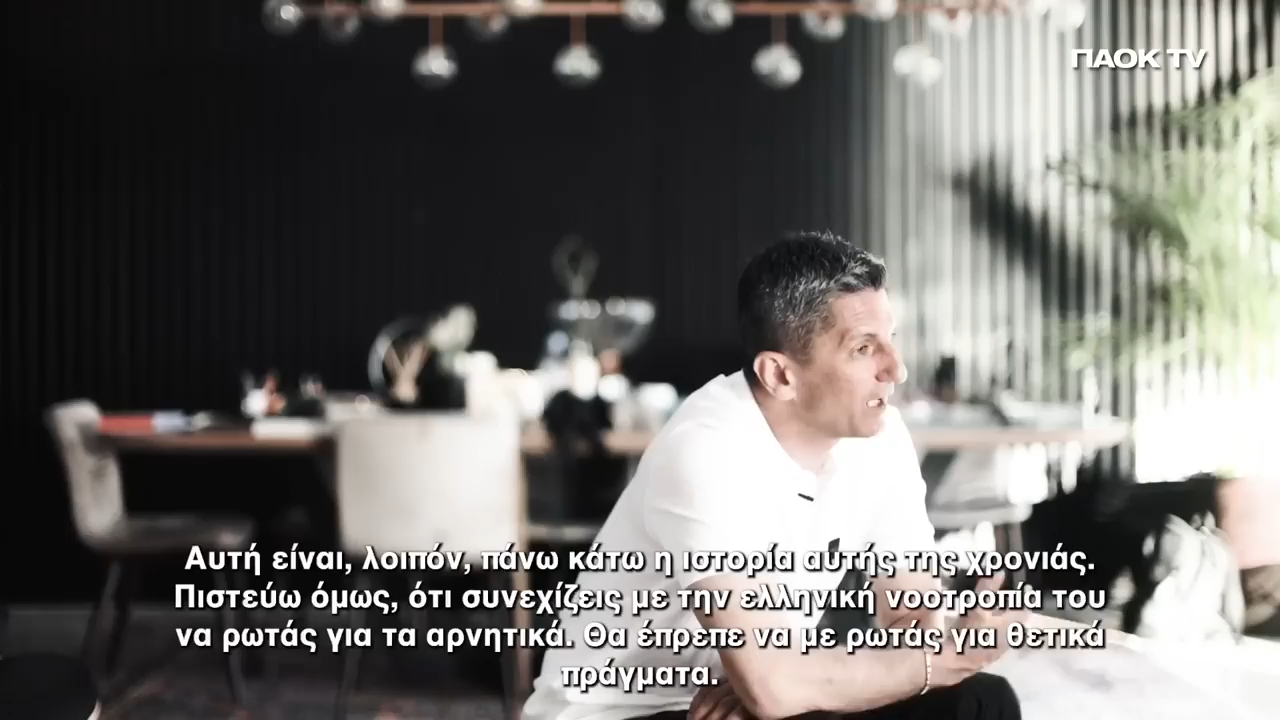 ΠΑΟΚ TV
Αυτή είναι, λοιπόν, πάνω κάτω η ιστορία αυτής της χρονιάς.
Πιστεύω όμως, ότι συνεχίζεις με την ελληνική νοοτροπία του
να ρωτάς για τα αρνητικά. Θα έπρεπε να με ρωτάς για θετικά
πράγματα.